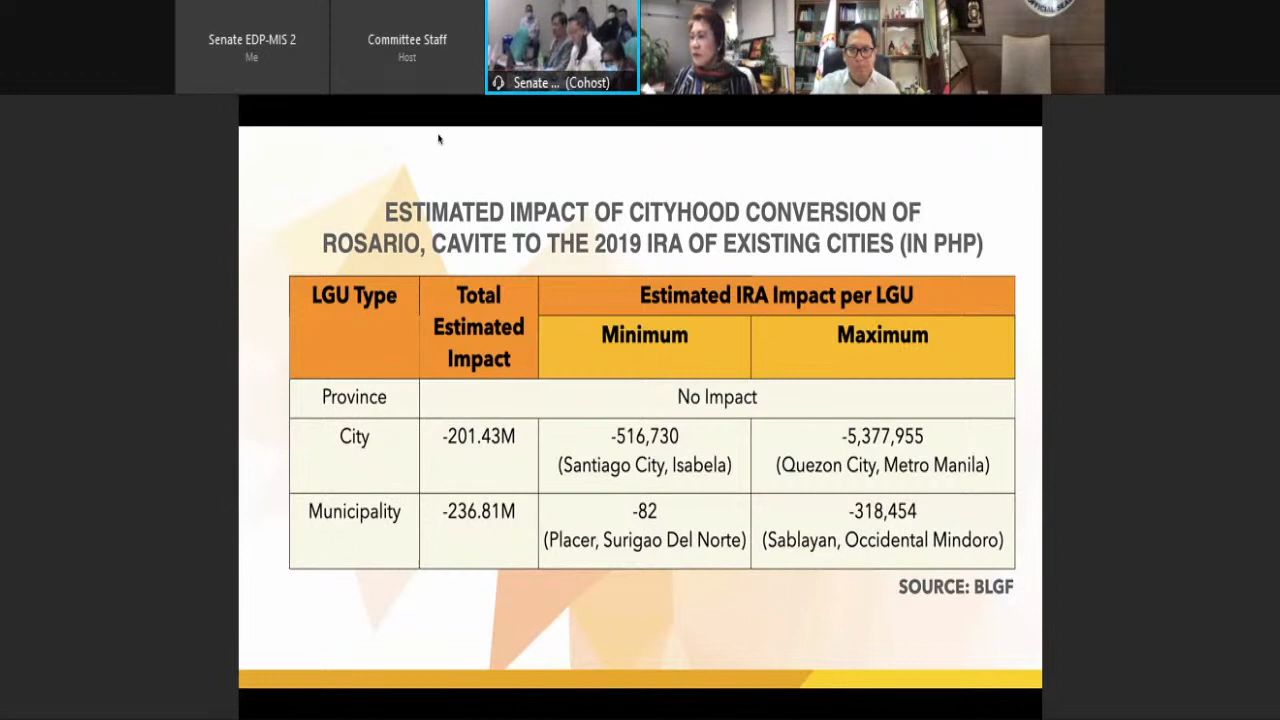 Senate EDP-MIS 2
Me
Committee Staff
Host
Senate ... (Cohost)
OFFICIAL SEAL
ESTIMATED IMPACT OF CITYHOOD CONVERSION OF
ROSARIO, CAVITE TO THE 2019 IRA OF EXISTING CITIES (IN PHP)
LGU Type
Total
Estimated
Impact
Estimated IRA Impact per LGU
Minimum
Maximum
Province
No Impact
City
-201.43M
-516,730
(Santiago City, Isabela)
-5,377,955
(Quezon City, Metro Manila)
Municipality
-236.81M
-82
(Placer, Surigao Del Norte)
-318,454
(Sablayan, Occidental Mindoro)
SOURCE: BLGF